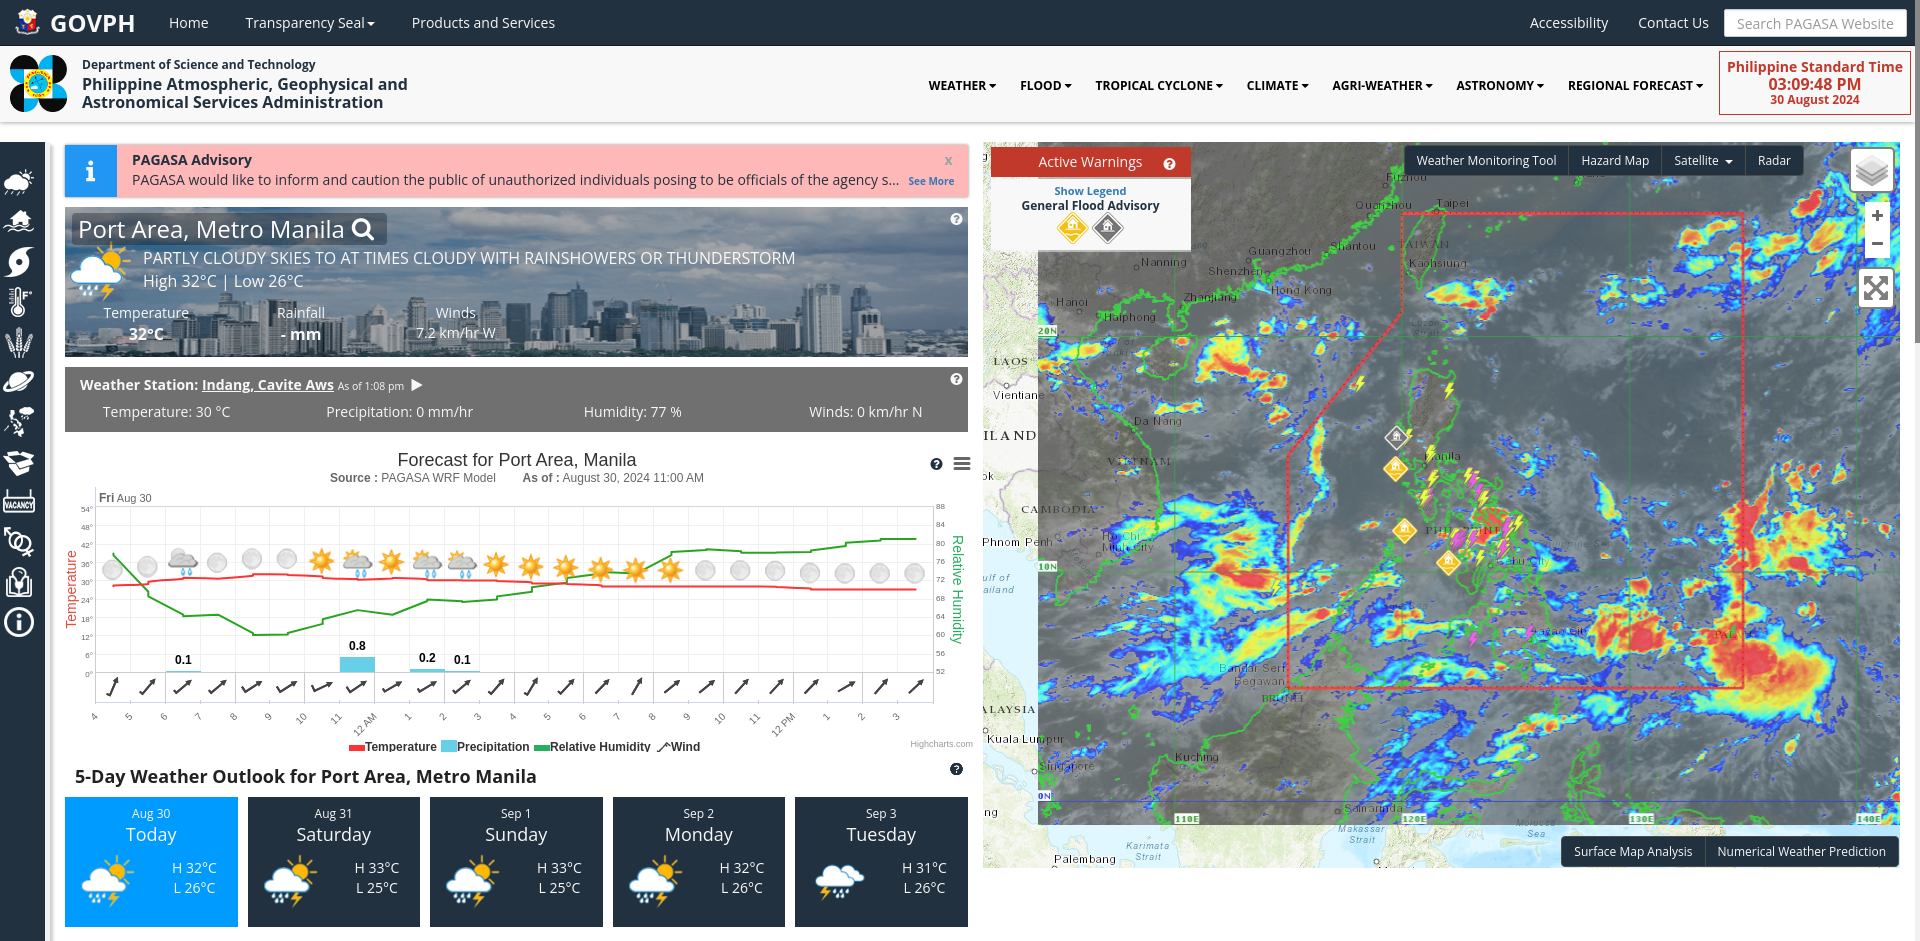 GOVPH
Home
Transparency Seal
Products and Services
Accessibility
Contact Us
Search PAGASA Website
Department of Science and Technology
Philippine Atmospheric, Geophysical and
Astronomical Services Administration
WEATHER
FLOOD
TROPICAL CYCLONE
CLIMATE
AGRI-WEATHER
ASTRONOMY
REGIONAL FORECAST
Philippine Standard Time
03:09:48 PM
30 August 2024
PAGASA Advisory
x
PAGASA would like to inform and caution the public of unauthorized individuals posing to be officials of the agency s...
See More
Port Area, Metro Manila
PARTLY CLOUDY SKIES TO AT TIMES CLOUDY WITH RAINSHOWERS OR THUNDERSTORM
High 32°C | Low 26°C
Temperature
Rainfall
Winds
32°C
- mm
7.2 km/hr W
Weather Station: Indang, Cavite Aws As of 1:08 pm
Temperature: 30 °C
Precipitation: 0 mm/hr
Humidity: 77 %
Winds: 0 km/hr N
Forecast for Port Area, Manila
Source : PAGASA WRF Model As of : August 30, 2024 11:00 AM
Fri Aug 30
54°
48°
42°
36°
30°
24°
18°
12°
6°
0°
Temperature
88
84
80
76
72
68
64
60
56
52
Relative Humidity
0.1
0.8
0.2
0.1
4
5
6
7
8
9
10
11
12 AM
1
2
3
4
5
6
7
8
9
10
11
12 PM
1
2
3
Temperature
Precipitation
Relative Humidity
Wind
Highcharts.com
5-Day Weather Outlook for Port Area, Metro Manila
Aug 30
Today
H 32°C
L 26°C
Aug 31
Saturday
H 33°C
L 25°C
Sep 1
Sunday
H 33°C
L 25°C
Sep 2
Monday
H 32°C
L 26°C
Sep 3
Tuesday
H 31°C
L 26°C
VACANCY
F°
Active Warnings
Show Legend
General Flood Advisory
Weather Monitoring Tool
Hazard Map
Satellite
Radar
+
−
Fuzhou
Quanzhou
Taipei
TAIWAN
Guangzhou
Shantou
Nanning
Shenzhen
Kaohsiung
Hanoi
Zhanjiang
Hong Kong
Haiphong
20N
LAOS
Vientiane
Da Nang
ILAND
VIETNAM
Manila
ok
CAMBODIA
PHILIPPINES
Phnom Penh
Ho Chi
Minh City
Cebu City
10N
ulf of
ailand
Davao City
PALAU
Bandar Seri
Begawan
BRUNEI
ALAYSIA
Kuala Lumpur
Kuching
Singapore
0N
ng
Samarinda
110E
120E
130E
140E
Makassar
Strait
Molucca
Sea
Karimata
Strait
Palembang
Surface Map Analysis
Numerical Weather Prediction